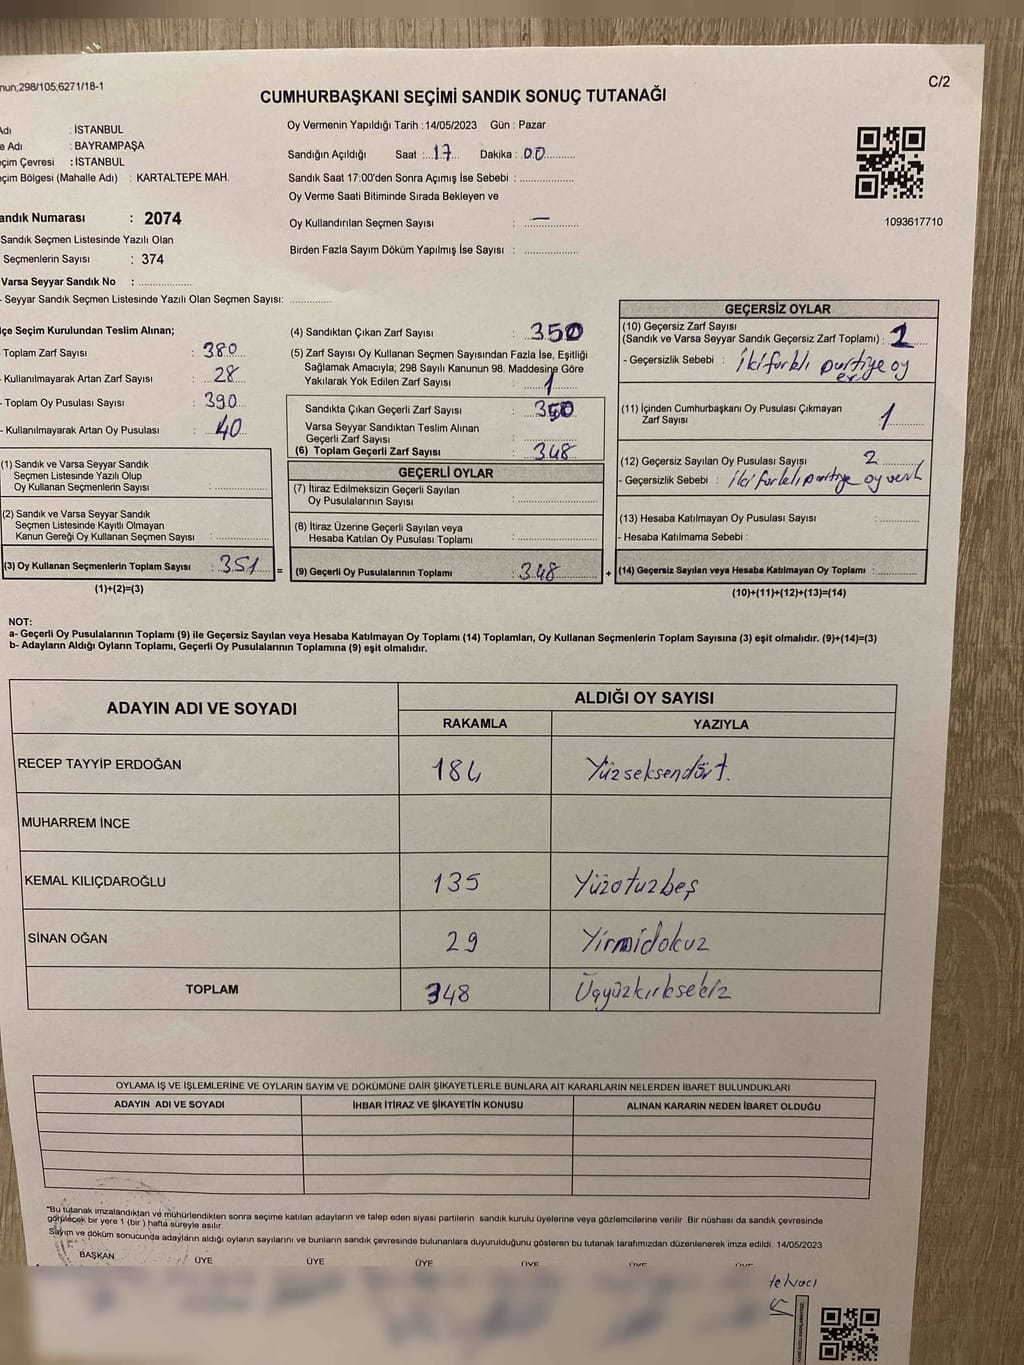 nun;298/105;6271/18-1
C/2
CUMHURBAŞKANI SEÇİMİ SANDIK SONUÇ TUTANAĞI
Adı : İSTANBUL
e Adı : BAYRAMPAŞA
eçim Çevresi : İSTANBUL
eçim Bölgesi (Mahalle Adı) : KARTALTEPE MAH.
andık Numarası : 2074
Sandık Seçmen Listesinde Yazılı Olan
Seçmenlerin Sayısı : 374
Varsa Seyyar Sandık No : ..................
- Seyyar Sandık Seçmen Listesinde Yazılı Olan Seçmen Sayısı: ..............
Oy Vermenin Yapıldığı Tarih : 14/05/2023 Gün : Pazar
Sandığın Açıldığı Saat : 17 Dakika : 00
Sandık Saat 17:00'den Sonra Açımış İse Sebebi : ..................
Oy Verme Saati Bitiminde Sırada Bekleyen ve
Oy Kullandırılan Seçmen Sayısı : —
Birden Fazla Sayım Döküm Yapılmış İse Sayısı : ..................
1093617710
lçe Seçim Kurulundan Teslim Alınan;
Toplam Zarf Sayısı : 380
- Kullanılmayarak Artan Zarf Sayısı : 28
- Toplam Oy Pusulası Sayısı : 390
- Kullanılmayarak Artan Oy Pusulası : 40
(1) Sandık ve Varsa Seyyar Sandık
Seçmen Listesinde Yazılı Olup
Oy Kullanan Seçmenlerin Sayısı : ..................
(2) Sandık ve Varsa Seyyar Sandık
Seçmen Listesinde Kayıtlı Olmayan
Kanun Gereği Oy Kullanan Seçmen Sayısı : ..................
(3) Oy Kullanan Seçmenlerin Toplam Sayısı : 351
(1)+(2)=(3)
=
(4) Sandıktan Çıkan Zarf Sayısı : 350
(5) Zarf Sayısı Oy Kullanan Seçmen Sayısından Fazla İse, Eşitliği
Sağlamak Amacıyla; 298 Sayılı Kanunun 98. Maddesine Göre
Yakılarak Yok Edilen Zarf Sayısı : 1
Sandıkta Çıkan Geçerli Zarf Sayısı : 350
Varsa Seyyar Sandıktan Teslim Alınan
Geçerli Zarf Sayısı : ..................
(6) Toplam Geçerli Zarf Sayısı : 348
GEÇERLİ OYLAR
(7) İtiraz Edilmeksizin Geçerli Sayılan
Oy Pusulalarının Sayısı : ..................
(8) İtiraz Üzerine Geçerli Sayılan veya
Hesaba Katılan Oy Pusulası Toplamı : ..................
(9) Geçerli Oy Pusulalarının Toplamı : 348
+
GEÇERSİZ OYLAR
(10) Geçersiz Zarf Sayısı
(Sandık ve Varsa Seyyar Sandık Geçersiz Zarf Toplamı) :
- Geçersizlik Sebebi : İki farklı partiye oy
(11) İçinden Cumhurbaşkanı Oy Pusulası Çıkmayan
Zarf Sayısı : 1
(12) Geçersiz Sayılan Oy Pusulası Sayısı : 2
- Geçersizlik Sebebi : İki farklı partiye oy
(13) Hesaba Katılmayan Oy Pusulası Sayısı : ..................
- Hesaba Katılmama Sebebi :
(14) Geçersiz Sayılan veya Hesaba Katılmayan Oy Toplamı : ..................
(10)+(11)+(12)+(13)=(14)
NOT:
a- Geçerli Oy Pusulalarının Toplamı (9) ile Geçersiz Sayılan veya Hesaba Katılmayan Oy Toplamı (14) Toplamları, Oy Kullanan Seçmenlerin Toplam Sayısına (3) eşit olmalıdır. (9)+(14)=(3)
b- Adayların Aldığı Oyların Toplamı, Geçerli Oy Pusulalarının Toplamına (9) eşit olmalıdır.
ADAYIN ADI VE SOYADI
ALDIĞI OY SAYISI
RAKAMLA YAZIYLA
RECEP TAYYİP ERDOĞAN 184 Yüzseksendört.
MUHARREM İNCE
KEMAL KILIÇDAROĞLU 135 Yüzotuzbeş
SİNAN OĞAN 29 Yirmidokuz
TOPLAM 348 Üçyüzkırksekiz
OYLAMA İŞ VE İŞLEMLERİNE VE OYLARIN SAYIM VE DÖKÜMÜNE DAİR ŞİKAYETLERLE BUNLARA AİT KARARLARIN NELERDEN İBARET BULUNDUKLARI
ADAYIN ADI VE SOYADI İHBAR İTİRAZ VE ŞİKAYETİN KONUSU ALINAN KARARIN NEDEN İBARET OLDUĞU
"Bu tutanak imzalandıktan ve mühürlendikten sonra seçime katılan adayların ve talep eden siyasi partilerin sandık kurulu üyelerine veya gözlemcilerine verilir Bir nüshası da sandık çevresinde
görülecek bir yere 1 (bir) hafta süreyle asılır.
Sayım ve döküm sonucunda adayların aldığı oyların sayılarını ve bunların sandık çevresinde bulunanlara duyurulduğunu gösteren bu tutanak tarafımızdan düzenlenerek imza edildi. 14/05/2023
BAŞKAN ÜYE ÜYE ÜYE ÜYE ÜYE ÜYE